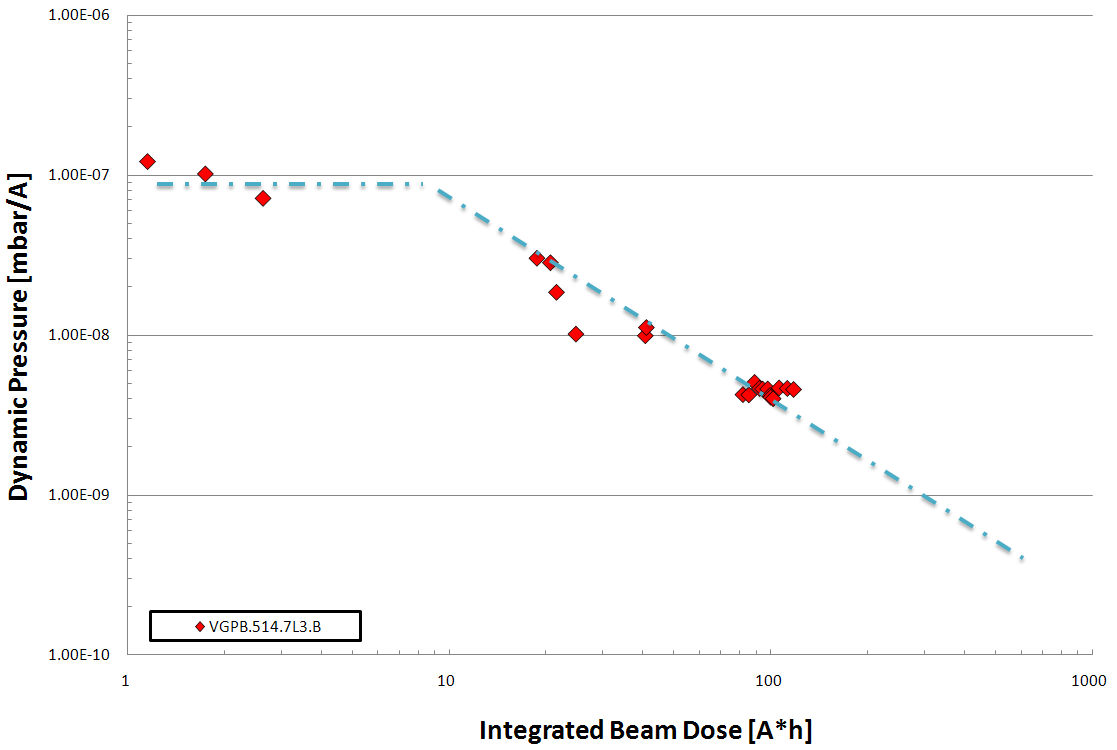 1.00E-06
1.00E-07
1.00E-08
1.00E-09
1.00E-10
Dynamic Pressure [mbar/A]
VGPB.514.7L3.B
1 10 100 1000
Integrated Beam Dose [A*h]